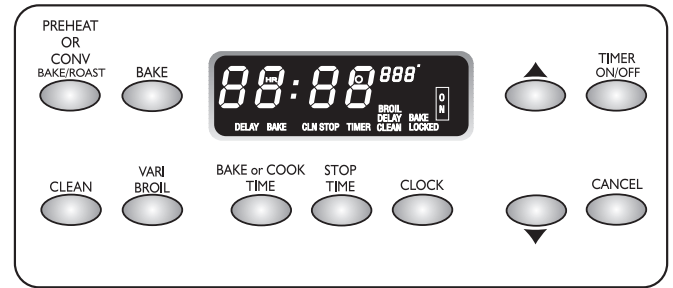 PREHEAT
OR
CONV
BAKE/ROAST
BAKE
88:88 888°
HR
O
O
N
BROIL
DELAY BAKE
DELAY BAKE CLN STOP TIMER CLEAN LOCKED
TIMER
ON/OFF
CLEAN
VARI
BROIL
BAKE or COOK
TIME
STOP
TIME
CLOCK
CANCEL